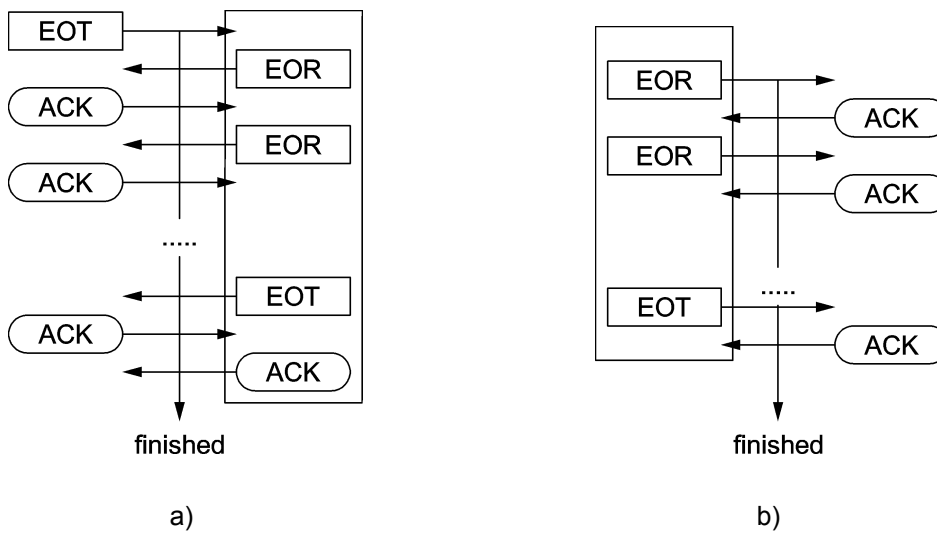 EOT
EOR
ACK
EOR
ACK
.....
EOT
ACK
ACK
finished
a)
EOR
ACK
EOR
ACK
.....
EOT
ACK
finished
b)